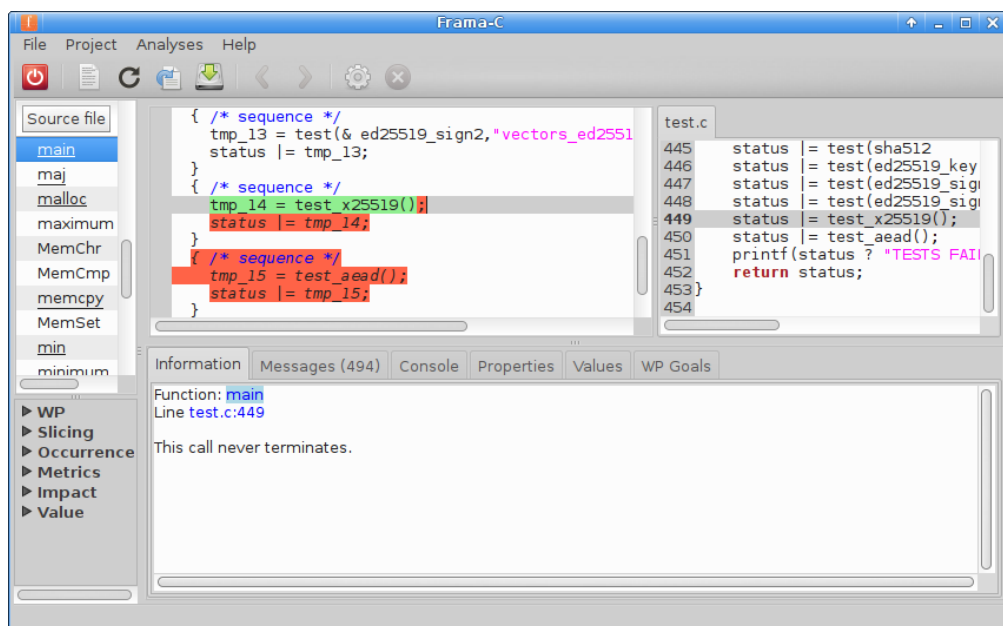 Frama-C
File Project Analyses Help
Source file
main
maj
malloc
maximum
MemChr
MemCmp
memcpy
MemSet
min
minimum
WP
Slicing
Occurrence
Metrics
Impact
Value
{ /* sequence */
tmp_13 = test(& ed25519_sign2,"vectors_ed2551
status |= tmp_13;
}
{ /* sequence */
tmp_14 = test_x25519();
status |= tmp_14;
}
{ /* sequence */
tmp_15 = test_aead();
status |= tmp_15;
}
test.c
445 status |= test(sha512
446 status |= test(ed25519_key
447 status |= test(ed25519_sign
448 status |= test(ed25519_sign
449 status |= test_x25519();
450 status |= test_aead();
451 printf(status ? "TESTS FAI
452 return status;
453 }
454
Information Messages (494) Console Properties Values WP Goals
Function: main
Line test.c:449
This call never terminates.